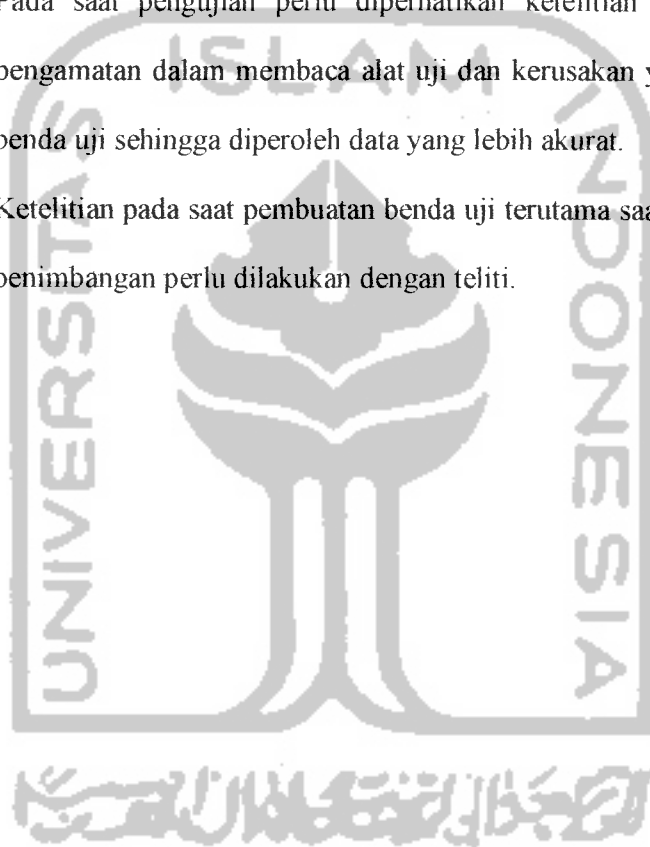 Pada saat pengujian perlu diperhatikan ketelitian
pengamatan dalam membaca alat uji dan kerusakan
benda uji sehingga diperoleh data yang lebih akurat.
Ketelitian pada saat pembuatan benda uji terutama
penimbangan perlu dilakukan dengan teliti.
UNIVERSITAS
ISLAM
INDONESIA